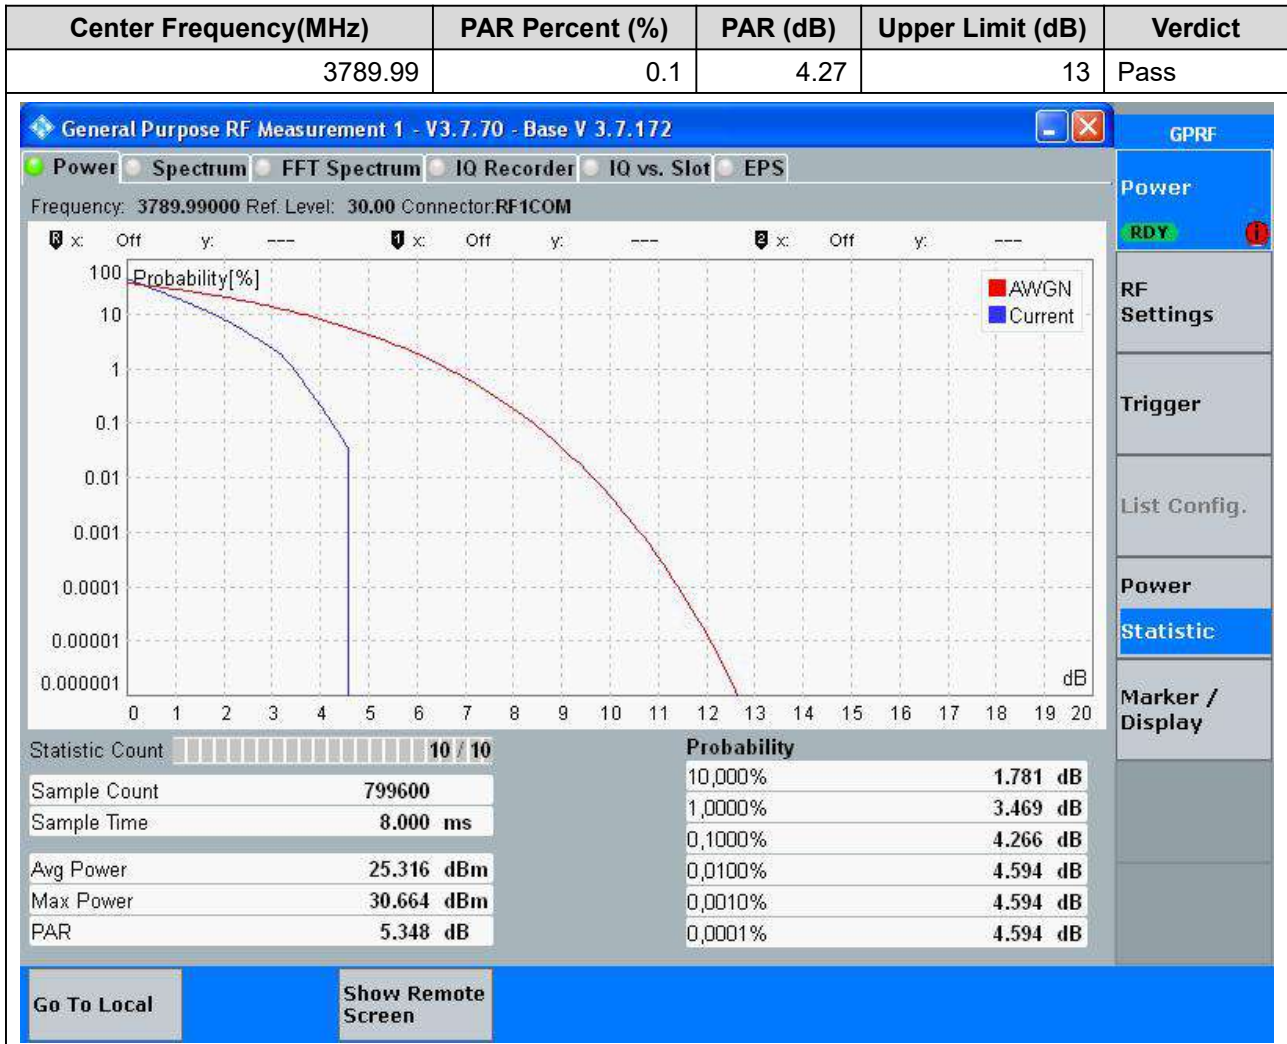 Center Frequency(MHz) PAR Percent (%) PAR (dB) Upper Limit (dB) Verdict
3789.99 0.1 4.27 13 Pass
General Purpose RF Measurement 1 - V3.7.70 - Base V 3.7.172
GPRF
Power Spectrum FFT Spectrum IQ Recorder IQ vs. Slot EPS
Frequency: 3789.99000 Ref. Level: 30.00 Connector:RF1COM
R x: Off y: --- 1 x: Off y: --- 2 x: Off y: ---
Probability[%]
100
10
1
0.1
0.01
0.001
0.0001
0.00001
0.000001
AWGN
Current
dB
0 1 2 3 4 5 6 7 8 9 10 11 12 13 14 15 16 17 18 19 20
Statistic Count 10 / 10
Sample Count 799600
Sample Time 8.000 ms
Avg Power 25.316 dBm
Max Power 30.664 dBm
PAR 5.348 dB
Probability
10,000% 1.781 dB
1,0000% 3.469 dB
0,1000% 4.266 dB
0,0100% 4.594 dB
0,0010% 4.594 dB
0,0001% 4.594 dB
Power
RDY
RF
Settings
Trigger
List Config.
Power
Statistic
Marker /
Display
Go To Local
Show Remote
Screen